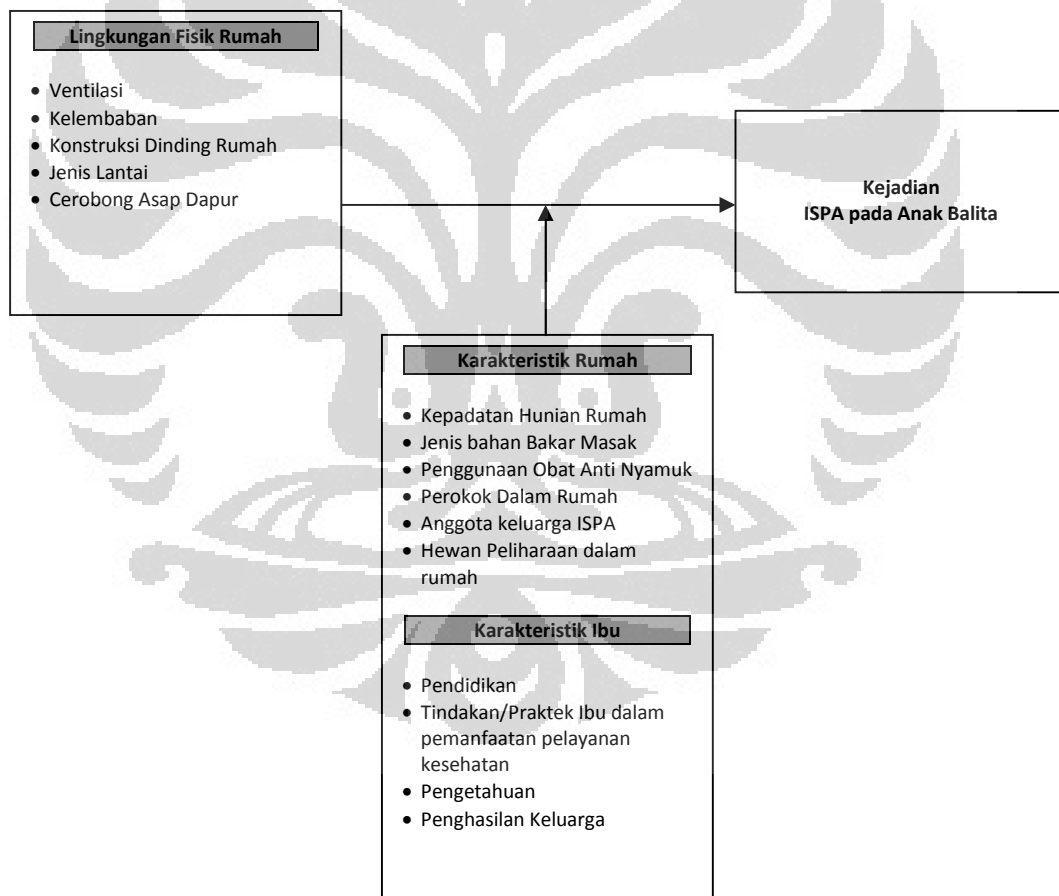 Lingkungan Fisik Rumah
• Ventilasi
• Kelembaban
• Konstruksi Dinding Rumah
• Jenis Lantai
• Cerobong Asap Dapur
Kejadian
ISPA pada Anak Balita
Karakteristik Rumah
• Kepadatan Hunian Rumah
• Jenis bahan Bakar Masak
• Penggunaan Obat Anti Nyamuk
• Perokok Dalam Rumah
• Anggota keluarga ISPA
• Hewan Peliharaan dalam
rumah
Karakteristik Ibu
• Pendidikan
• Tindakan/Praktek Ibu dalam
pemanfaatan pelayanan
kesehatan
• Pengetahuan
• Penghasilan Keluarga